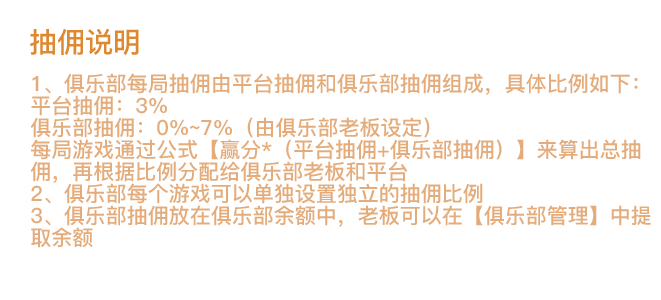 抽佣说明
1、俱乐部每局抽佣由平台抽佣和俱乐部抽佣组成，具体比例如下：
平台抽佣：3%
俱乐部抽佣：0%~7%（由俱乐部老板设定）
每局游戏通过公式【赢分*（平台抽佣+俱乐部抽佣）】来算出总抽
佣，再根据比例分配给俱乐部老板和平台
2、俱乐部每个游戏可以单独设置独立的抽佣比例
3、俱乐部抽佣放在俱乐部余额中，老板可以在【俱乐部管理】中提
取余额